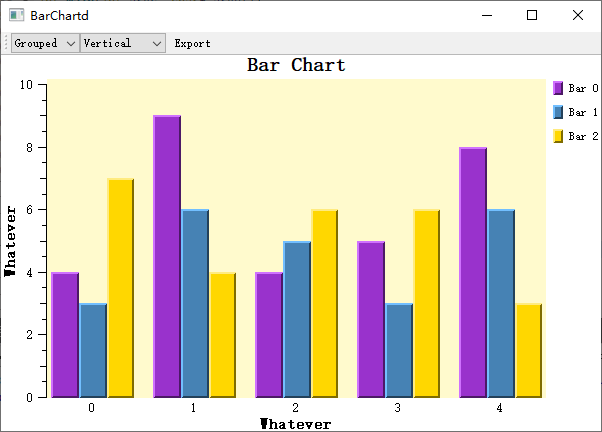 BarChartd
Grouped Vertical Export
Bar Chart
10
8
6
4
2
0
Whatever
0 1 2 3 4
Whatever
Bar 0
Bar 1
Bar 2